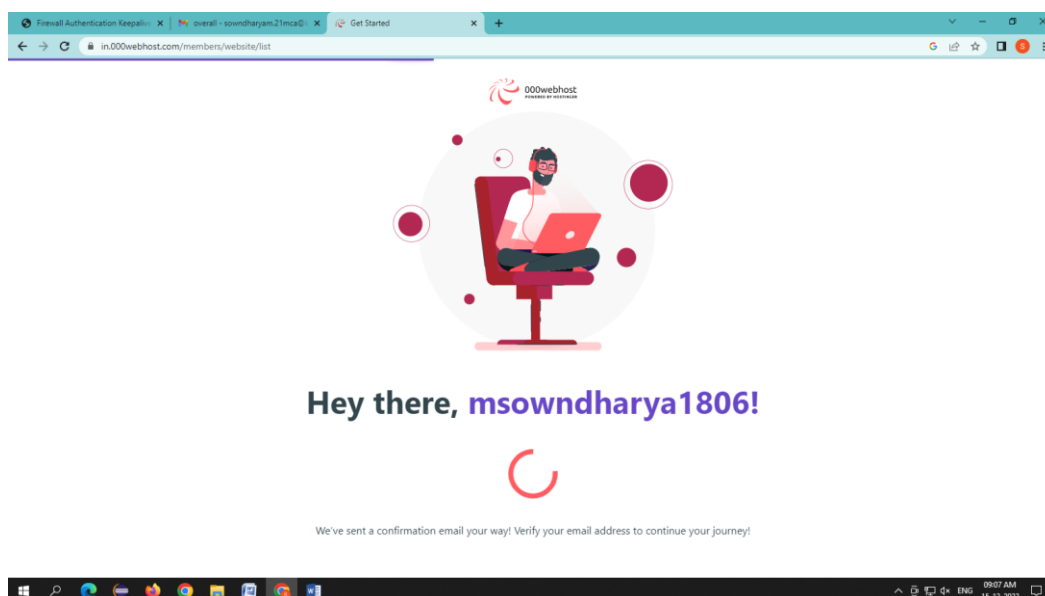 Firewall Authentication Keepaliv
overall - sowndharyam.21mca@
Get Started
in.000webhost.com/members/website/list
G
S
000webhost
POWERED BY HOSTINGER
Hey there, msowndharya1806!
We've sent a confirmation email your way! Verify your email address to continue your journey!
W
ENG
09:07 AM